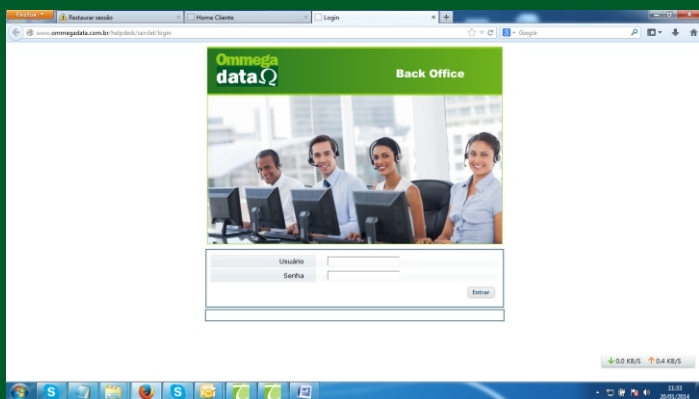 Firefox
Restaurar sessão
Home Cliente
Login
www.ommegadata.com.br/helpdesk/servlet/login
Google
Ommega
dataΩ
Back Office
Usuário
Senha
Entrar
0.0 KB/S 0.4 KB/S
11:33
20/01/2014